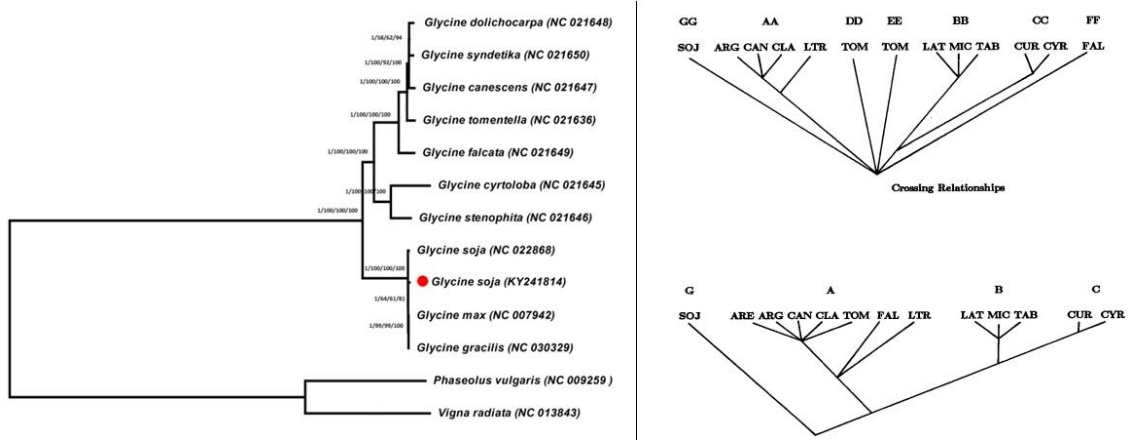 Glycine dolichocarpa (NC 021648)
1/58/62/94
Glycine syndetika (NC 021650)
1/100/92/100
1/100/100/100
Glycine canescens (NC 021647)
1/100/100/100
Glycine tomentella (NC 021636)
1/100/100/100
Glycine falcata (NC 021649)
1/100/100/100
Glycine cyrtoloba (NC 021645)
1/100/100/100
Glycine stenophita (NC 021646)
Glycine soja (NC 022868)
1/100/100/100
Glycine soja (KY241814)
1/64/61/81
Glycine max (NC 007942)
1/99/99/100
Glycine gracilis (NC 030329)
Phaseolus vulgaris (NC 009259 )
Vigna radiata (NC 013843)
GG AA DD EE BB CC FF
SOJ ARG CAN CLA LTR TOM TOM LAT MIC TAB CUR CYR FAL
Crossing Relationships
G A B C
SOJ ARE ARG CAN CLA TOM FAL LTR LAT MIC TAB CUR CYR